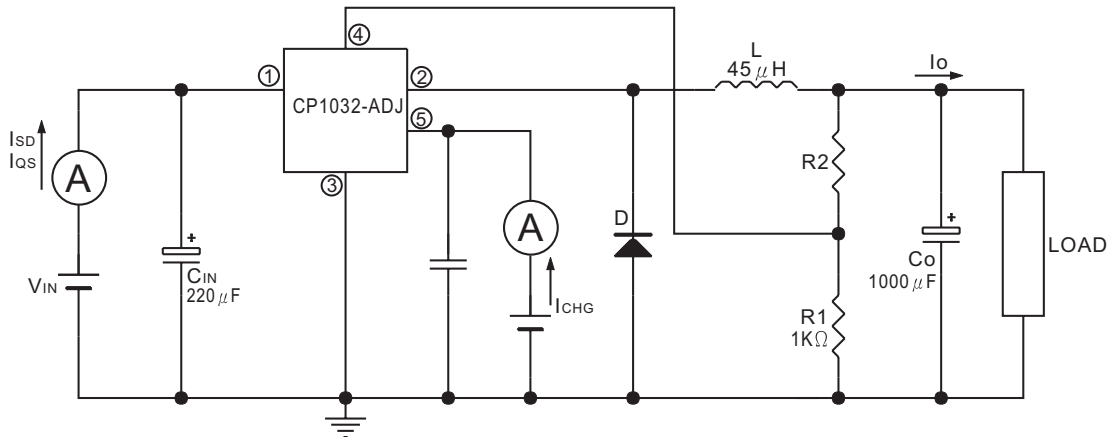 ④
L
45μH
Io
①
②
CP1032-ADJ
ISD
IQS
⑤
A
R2
③
A
D
+
+
LOAD
VIN
CIN
220μF
Co
1000μF
ICHG
R1
1KΩ